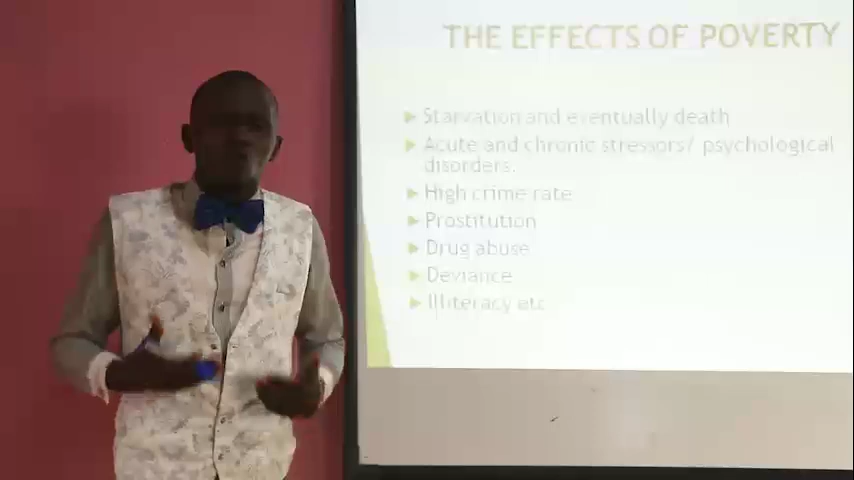 THE EFFECTS OF POVERTY
Starvation and eventually death
Acute and chronic stressors/ psychological
disorders.
High crime rate
Prostitution
Drug abuse
Deviance
Illiteracy etc